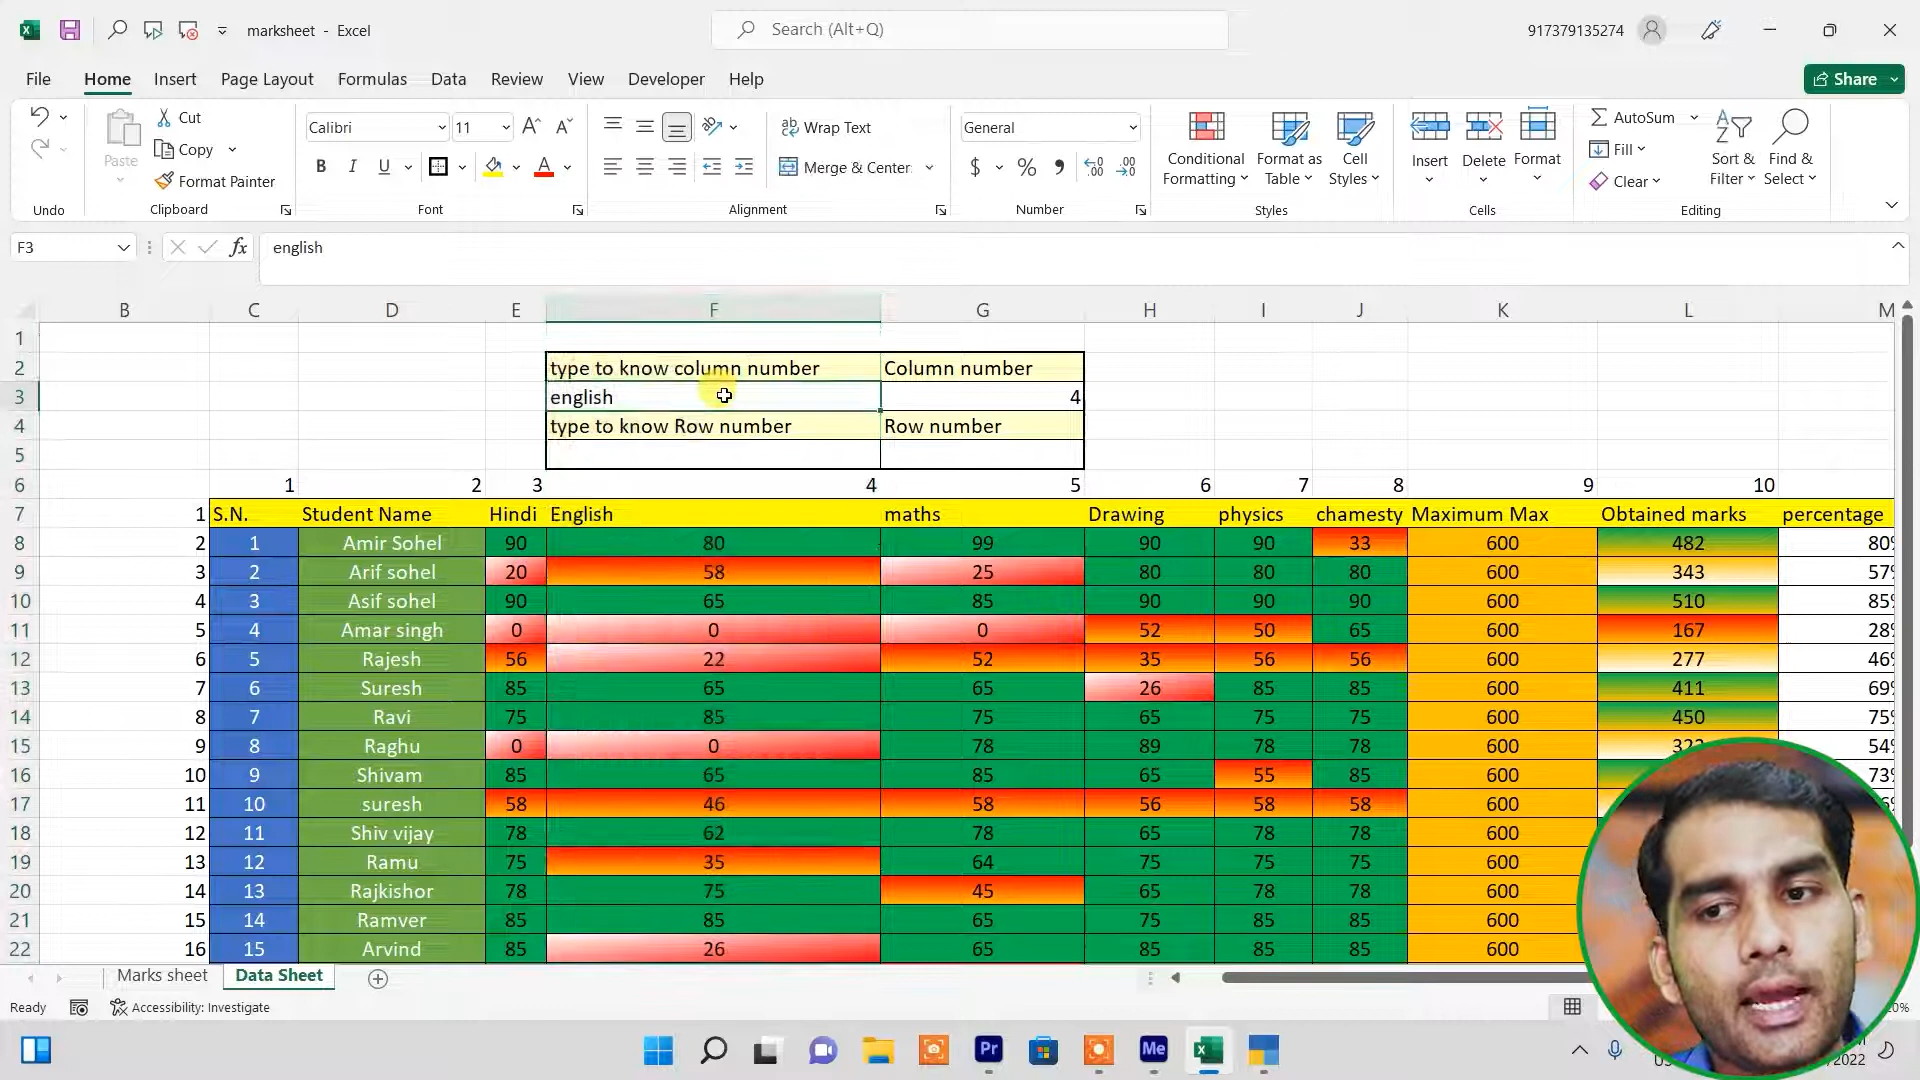 marksheet - Excel
Search (Alt+Q)
917379135274
File Home Insert Page Layout Formulas Data Review View Developer Help
Share
Paste
Cut
Copy
Format Painter
Calibri 11
B I U
Wrap Text
Merge & Center
General
$ %
Conditional Formatting
Format as Table
Cell Styles
Insert Delete Format
AutoSum
Fill
Clear
Sort & Filter
Find & Select
Undo Clipboard Font Alignment Number Styles Cells Editing
F3 fx english
B C D E F G H I J K L M
1
2 type to know column number Column number
3 english 4
4 type to know Row number Row number
5
6 1 2 3 4 5 6 7 8 9 10
7 1 S.N. Student Name Hindi English maths Drawing physics chamesty Maximum Max Obtained marks percentage
8 2 1 Amir Sohel 90 80 99 90 90 33 600 482 80%
9 3 2 Arif sohel 20 58 25 80 80 80 600 343 57%
10 4 3 Asif sohel 90 65 85 90 90 90 600 510 85%
11 5 4 Amar singh 0 0 0 52 50 65 600 167 28%
12 6 5 Rajesh 56 22 52 35 56 56 600 277 46%
13 7 6 Suresh 85 65 65 26 85 85 600 411 69%
14 8 7 Ravi 75 85 75 65 75 75 600 450 75%
15 9 8 Raghu 0 0 78 89 78 78 600 54%
16 10 9 Shivam 85 65 85 65 55 85 600 73%
17 11 10 suresh 58 46 58 56 58 58 600
18 12 11 Shiv vijay 78 62 78 65 78 78 600
19 13 12 Ramu 75 35 64 75 75 75 600
20 14 13 Rajkishor 78 75 45 65 78 78 600
21 15 14 Ramver 85 85 65 75 85 85 600
22 16 15 Arvind 85 26 65 85 85 85 600
Marks sheet Data Sheet
Ready Accessibility: Investigate
Pr Me
2022